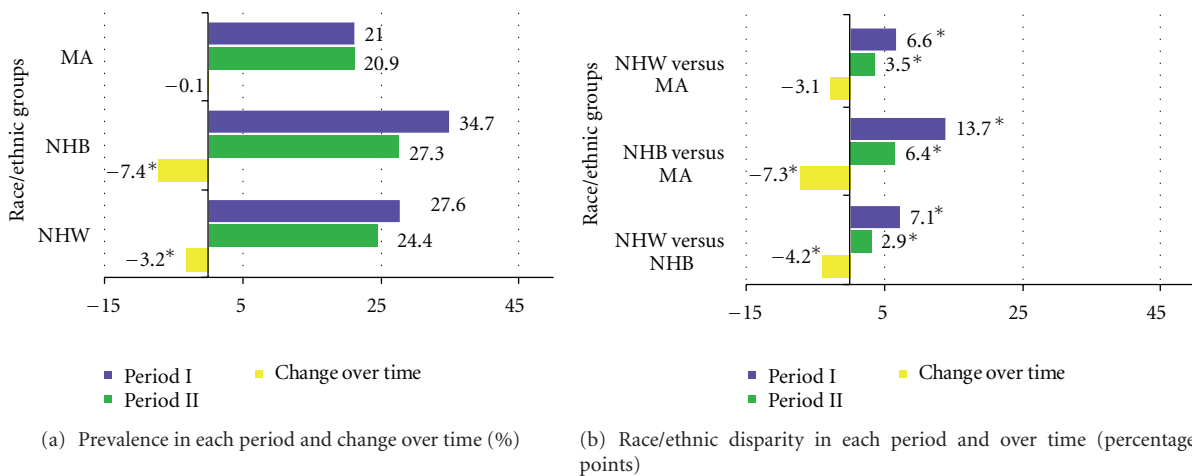 Race/ethnic groups
MA
21
20.9
−0.1
NHB
34.7
27.3
−7.4*
NHW
27.6
24.4
−3.2*
−15
5
25
45
Period I
Period II
Change over time
(a) Prevalence in each period and change over time (%)
Race/ethnic groups
NHW versus
MA
6.6*
3.5*
−3.1
NHB versus
MA
13.7*
6.4*
−7.3*
NHW versus
NHB
7.1*
2.9*
−4.2*
−15
5
25
45
Period I
Period II
Change over time
(b) Race/ethnic disparity in each period and over time (percentage
points)